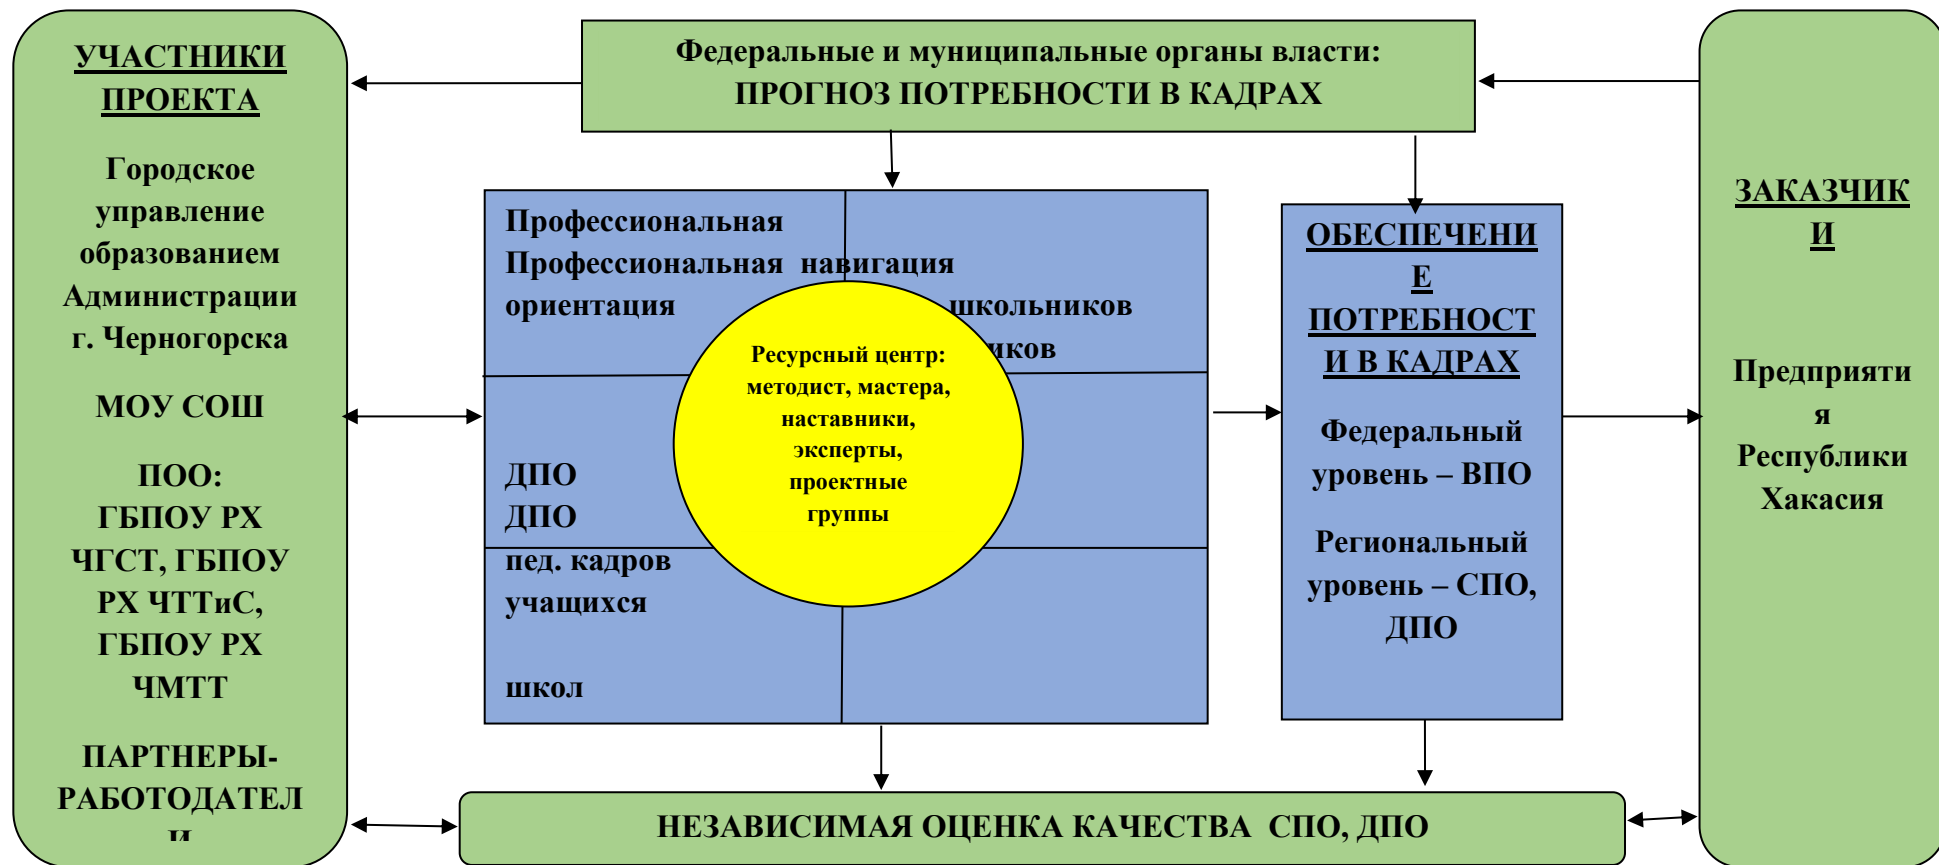 УЧАСТНИКИ
ПРОЕКТА
Городское
управление
образованием
Администрации
г. Черногорска
МОУ СОШ
ПОО:
ГБПОУ РХ
ЧГСТ, ГБПОУ
РХ ЧТТиС,
ГБПОУ РХ
ЧМТТ
ПАРТНЕРЫ-
РАБОТОДАТЕЛ
И
Федеральные и муниципальные органы власти:
ПРОГНОЗ ПОТРЕБНОСТИ В КАДРАХ
Профессиональная
Профессиональная навигация
ориентация школьников
иков
ДПО
ДПО
пед. кадров
учащихся
школ
Ресурсный центр:
методист, мастера,
наставники,
эксперты,
проектные
группы
ОБЕСПЕЧЕНИ
Е
ПОТРЕБНОСТ
И В КАДРАХ
Федеральный
уровень – ВПО
Региональный
уровень – СПО,
ДПО
ЗАКАЗЧИК
И
Предприяти
я
Республики
Хакасия
НЕЗАВИСИМАЯ ОЦЕНКА КАЧЕСТВА СПО, ДПО